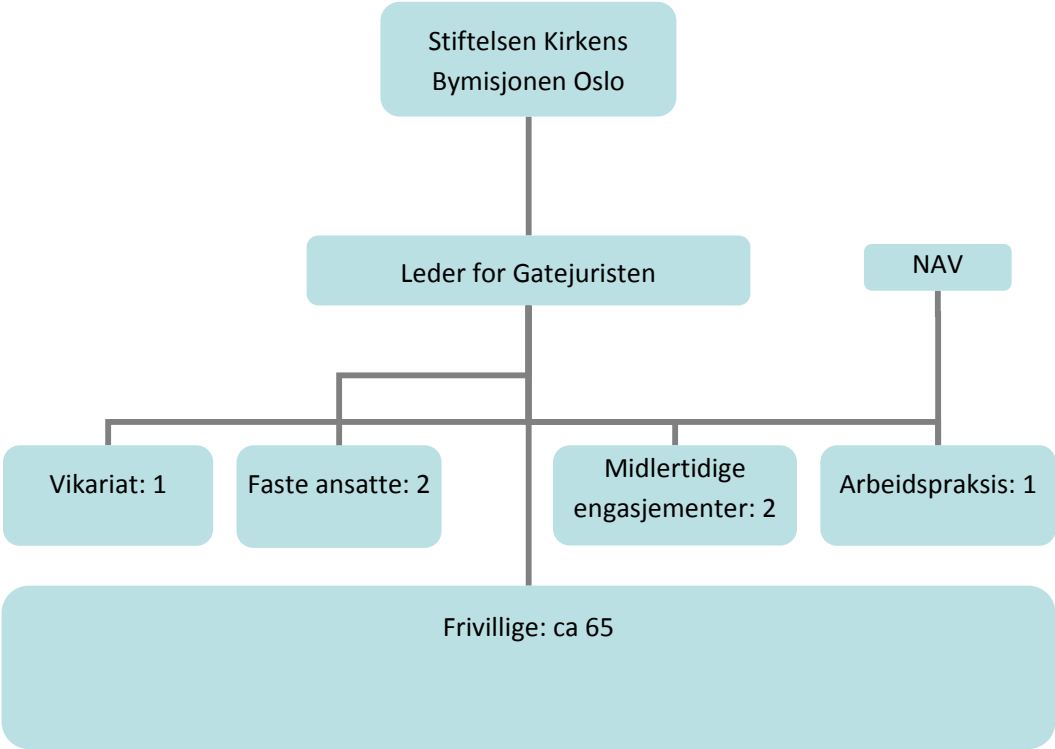 Stiftelsen Kirkens
Bymisjonen Oslo
Leder for Gatejuristen
NAV
Vikariat: 1
Faste ansatte: 2
Midlertidige
engasjementer: 2
Arbeidspraksis: 1
Frivillige: ca 65